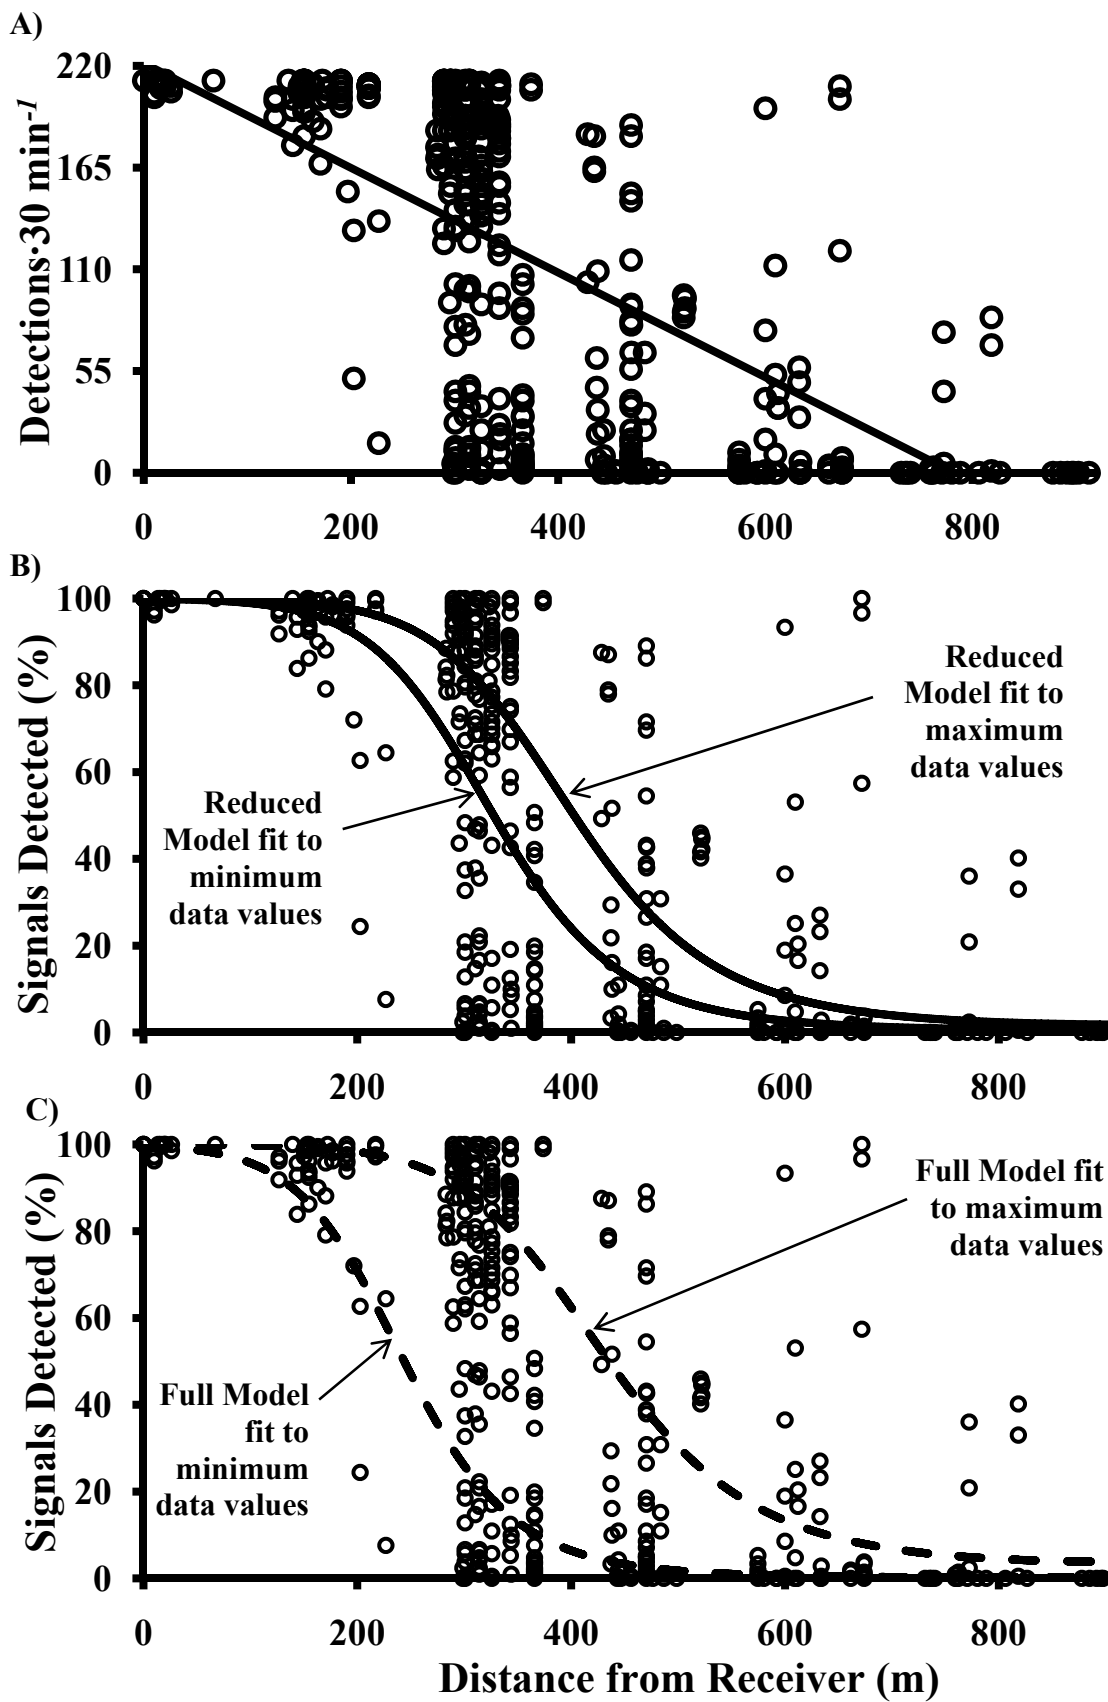 A)
220
165
110
55
0
Detections·30 min-1
0 200 400 600 800
B)
100
80
60
40
20
0
Signals Detected (%)
Reduced
Model fit to
maximum
data values
Reduced
Model fit to
minimum
data values
0 200 400 600 800
C)
100
80
60
40
20
0
Signals Detected (%)
Full Model fit
to maximum
data values
Full Model
fit to
minimum
data values
0 200 400 600 800
Distance from Receiver (m)